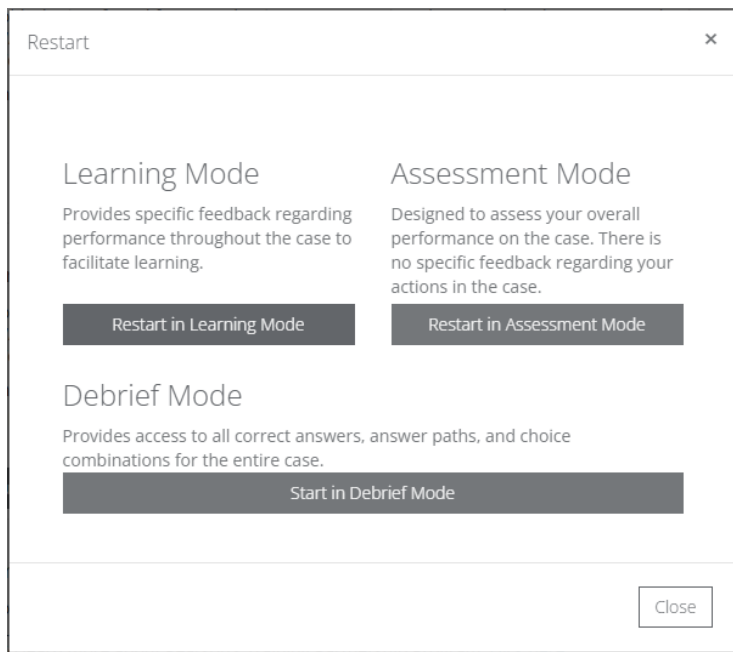 Restart
×
Learning Mode
Provides specific feedback regarding
performance throughout the case to
facilitate learning.
Restart in Learning Mode
Assessment Mode
Designed to assess your overall
performance on the case. There is
no specific feedback regarding your
actions in the case.
Restart in Assessment Mode
Debrief Mode
Provides access to all correct answers, answer paths, and choice
combinations for the entire case.
Start in Debrief Mode
Close